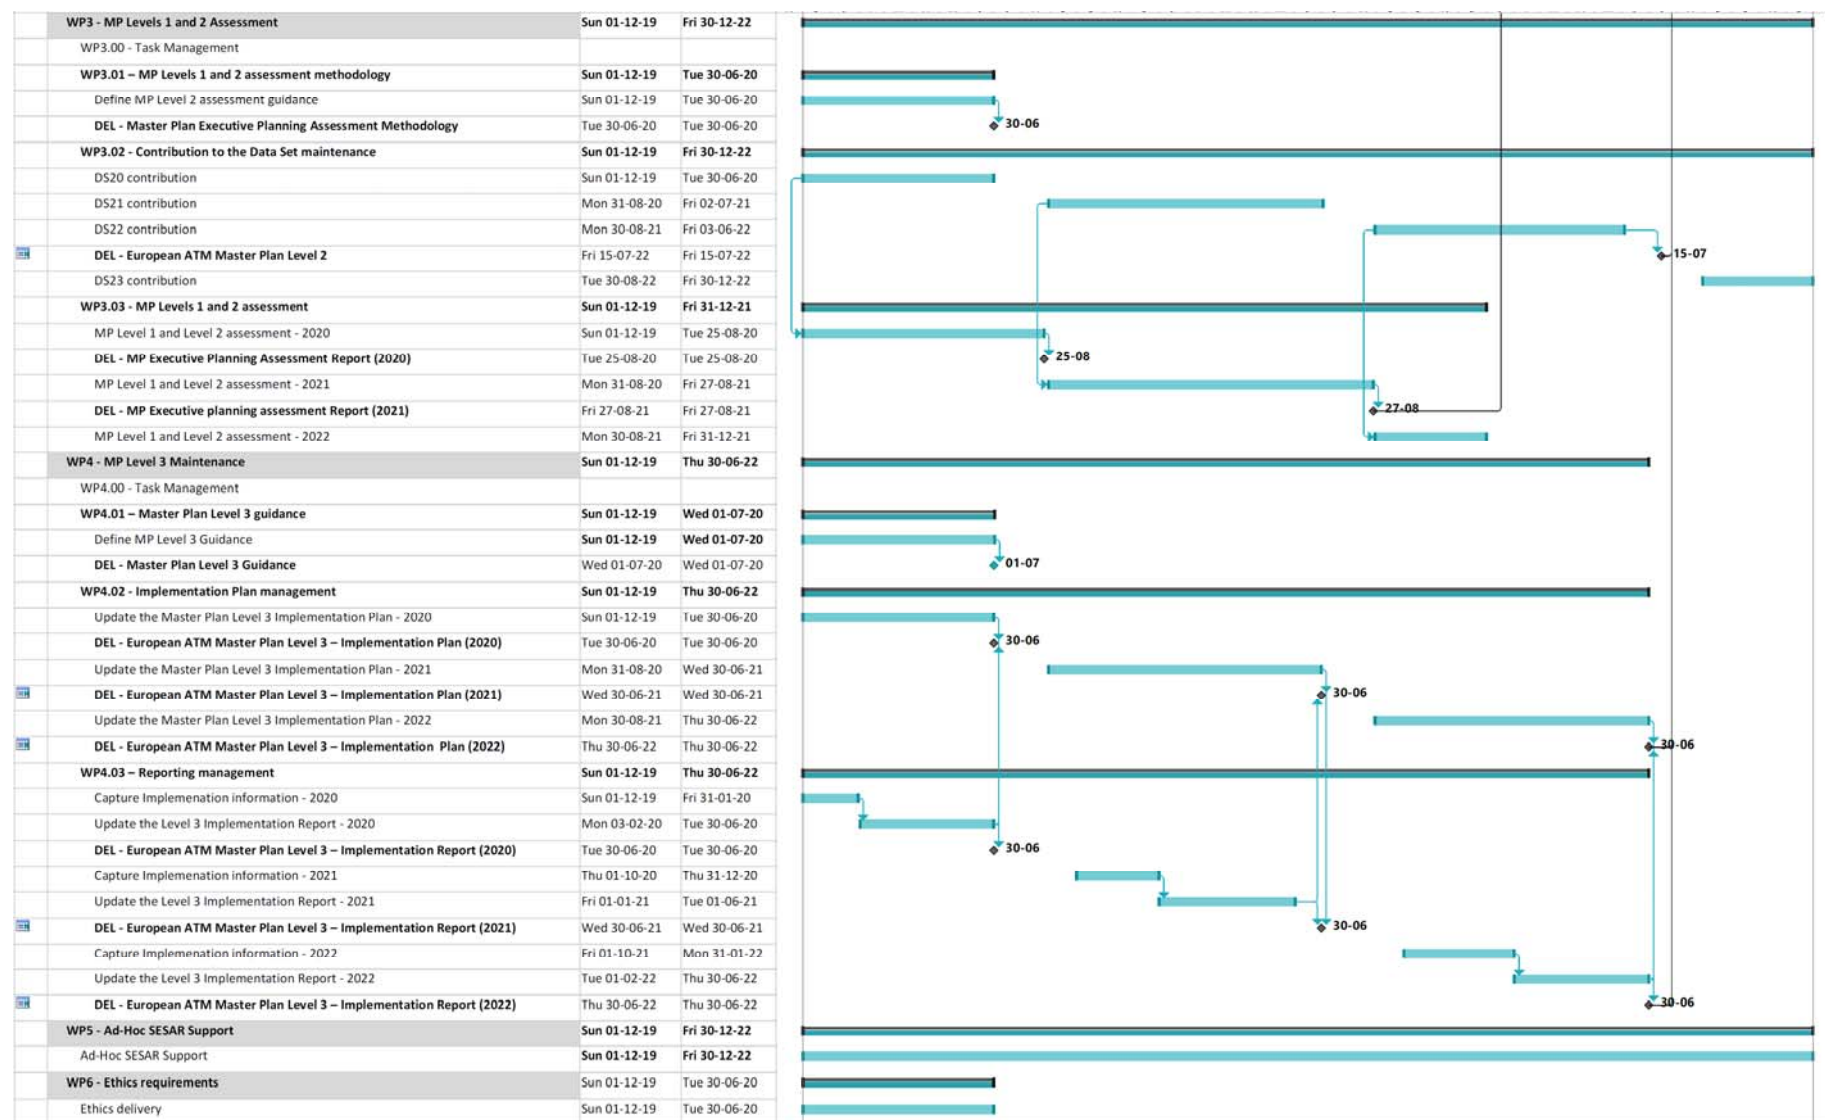 WP3 - MP Levels 1 and 2 Assessment Sun 01-12-19 Fri 30-12-22
WP3.00 - Task Management
WP3.01 – MP Levels 1 and 2 assessment methodology Sun 01-12-19 Tue 30-06-20
Define MP Level 2 assessment guidance Sun 01-12-19 Tue 30-06-20
DEL - Master Plan Executive Planning Assessment Methodology Tue 30-06-20 Tue 30-06-20 30-06
WP3.02 - Contribution to the Data Set maintenance Sun 01-12-19 Fri 30-12-22
DS20 contribution Sun 01-12-19 Tue 30-06-20
DS21 contribution Mon 31-08-20 Fri 02-07-21
DS22 contribution Mon 30-08-21 Fri 03-06-22
DEL - European ATM Master Plan Level 2 Fri 15-07-22 Fri 15-07-22 15-07
DS23 contribution Tue 30-08-22 Fri 30-12-22
WP3.03 - MP Levels 1 and 2 assessment Sun 01-12-19 Fri 31-12-21
MP Level 1 and Level 2 assessment - 2020 Sun 01-12-19 Tue 25-08-20
DEL - MP Executive Planning Assessment Report (2020) Tue 25-08-20 Tue 25-08-20 25-08
MP Level 1 and Level 2 assessment - 2021 Mon 31-08-20 Fri 27-08-21
DEL - MP Executive planning assessment Report (2021) Fri 27-08-21 Fri 27-08-21 27-08
MP Level 1 and Level 2 assessment - 2022 Mon 30-08-21 Fri 31-12-21
WP4 - MP Level 3 Maintenance Sun 01-12-19 Thu 30-06-22
WP4.00 - Task Management
WP4.01 – Master Plan Level 3 guidance Sun 01-12-19 Wed 01-07-20
Define MP Level 3 Guidance Sun 01-12-19 Wed 01-07-20
DEL - Master Plan Level 3 Guidance Wed 01-07-20 Wed 01-07-20 01-07
WP4.02 - Implementation Plan management Sun 01-12-19 Thu 30-06-22
Update the Master Plan Level 3 Implementation Plan - 2020 Sun 01-12-19 Tue 30-06-20
DEL - European ATM Master Plan Level 3 – Implementation Plan (2020) Tue 30-06-20 Tue 30-06-20 30-06
Update the Master Plan Level 3 Implementation Plan - 2021 Mon 31-08-20 Wed 30-06-21
DEL - European ATM Master Plan Level 3 – Implementation Plan (2021) Wed 30-06-21 Wed 30-06-21 30-06
Update the Master Plan Level 3 Implementation Plan - 2022 Mon 30-08-21 Thu 30-06-22
DEL - European ATM Master Plan Level 3 – Implementation Plan (2022) Thu 30-06-22 Thu 30-06-22 30-06
WP4.03 – Reporting management Sun 01-12-19 Thu 30-06-22
Capture Implemenation information - 2020 Sun 01-12-19 Fri 31-01-20
Update the Level 3 Implementation Report - 2020 Mon 03-02-20 Tue 30-06-20
DEL - European ATM Master Plan Level 3 – Implementation Report (2020) Tue 30-06-20 Tue 30-06-20 30-06
Capture Implemenation information - 2021 Thu 01-10-20 Thu 31-12-20
Update the Level 3 Implementation Report - 2021 Fri 01-01-21 Tue 01-06-21
DEL - European ATM Master Plan Level 3 – Implementation Report (2021) Wed 30-06-21 Wed 30-06-21 30-06
Capture Implemenation information - 2022 Fri 01-10-21 Mon 31-01-22
Update the Level 3 Implementation Report - 2022 Tue 01-02-22 Thu 30-06-22
DEL - European ATM Master Plan Level 3 – Implementation Report (2022) Thu 30-06-22 Thu 30-06-22 30-06
WP5 - Ad-Hoc SESAR Support Sun 01-12-19 Fri 30-12-22
Ad-Hoc SESAR Support Sun 01-12-19 Fri 30-12-22
WP6 - Ethics requirements Sun 01-12-19 Tue 30-06-20
Ethics delivery Sun 01-12-19 Tue 30-06-20